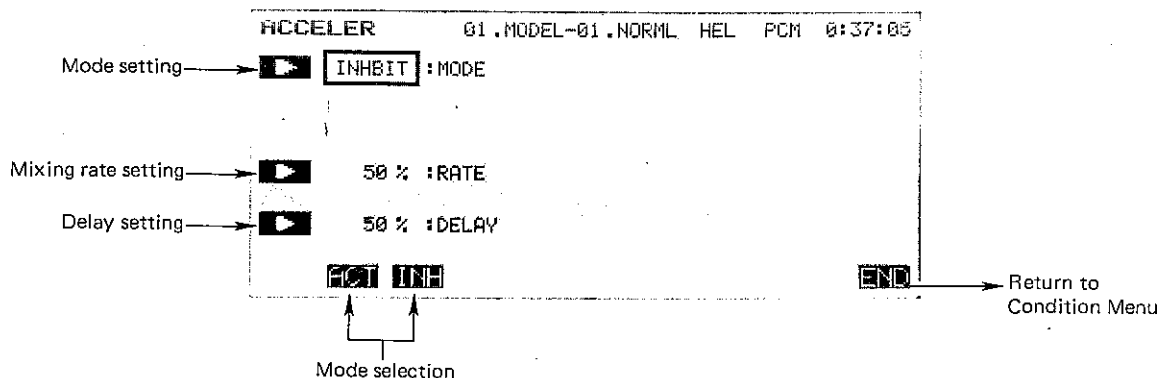 ACCELER 01.MODEL-01.NORML HEL PCM 0:37:05
Mode setting INHBIT :MODE
Mixing rate setting 50 % :RATE
Delay setting 50 % :DELAY
ACT INH END
Return to
Condition Menu
Mode selection